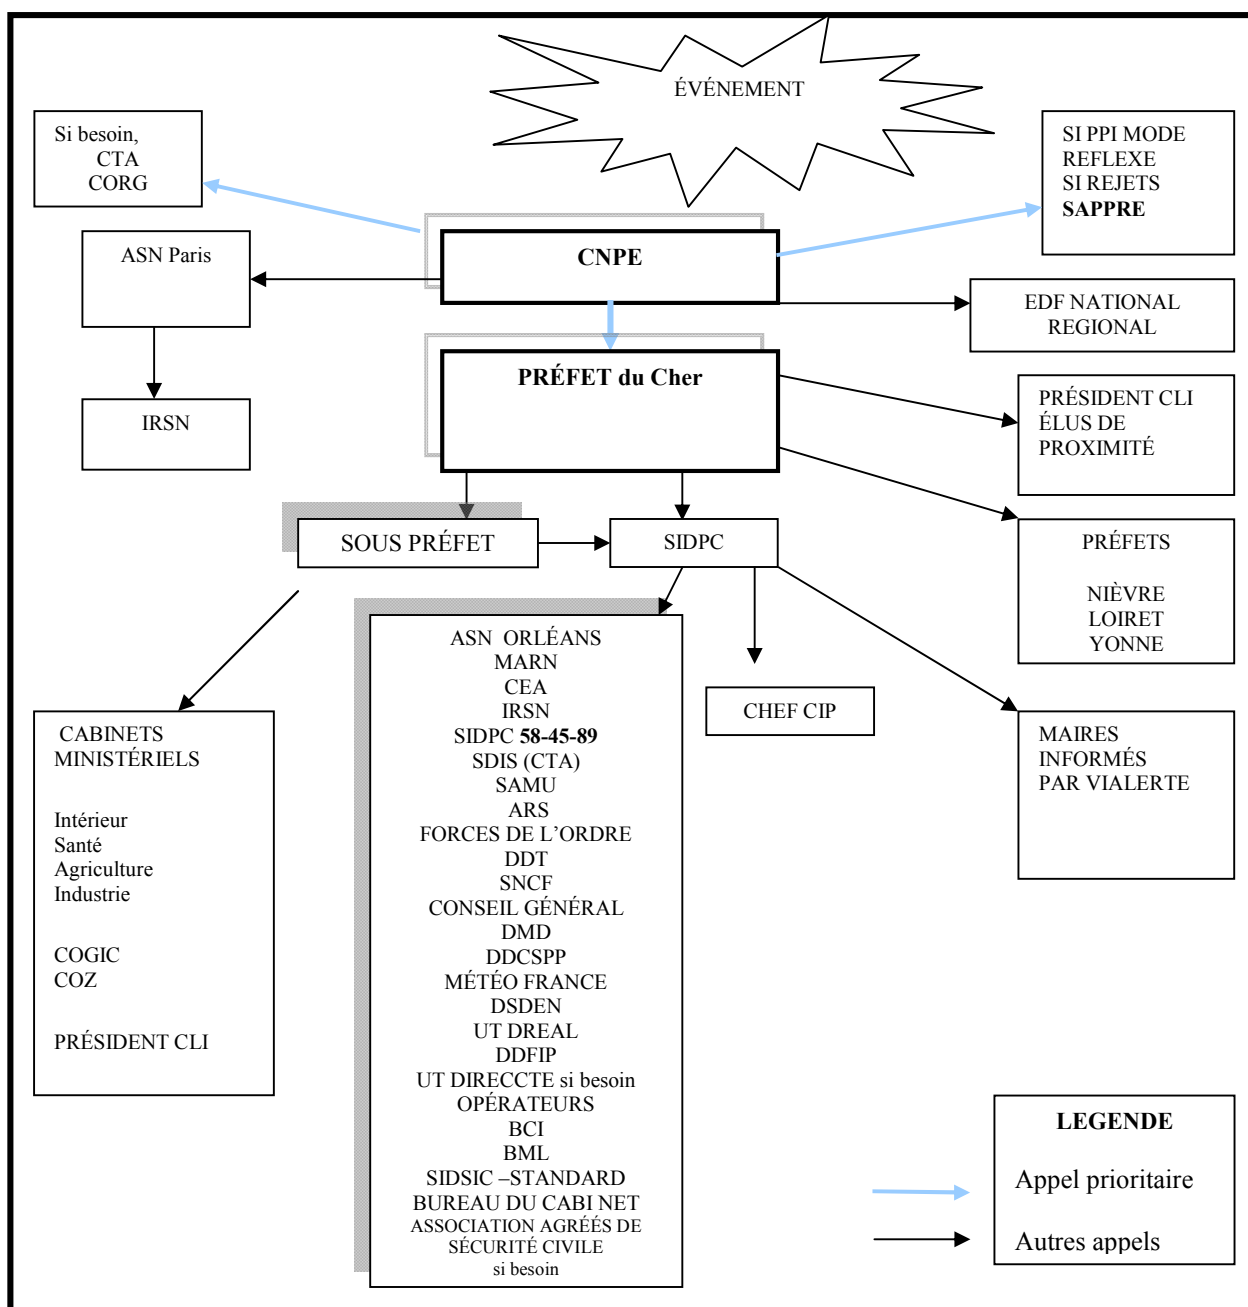 ÉVÉNEMENT
Si besoin,
CTA
CORG
SI PPI MODE
REFLEXE
SI REJETS
SAPPRE
ASN Paris
CNPE
EDF NATIONAL
REGIONAL
PRÉFET du Cher
IRSN
PRÉSIDENT CLI
ÉLUS DE
PROXIMITÉ
SOUS PRÉFET
SIDPC
PRÉFETS
NIÈVRE
LOIRET
YONNE
ASN ORLÉANS
MARN
CEA
IRSN
SIDPC 58-45-89
SDIS (CTA)
SAMU
ARS
FORCES DE L’ORDRE
DDT
SNCF
CONSEIL GÉNÉRAL
DMD
DDCSPP
MÉTÉO FRANCE
DSDEN
UT DREAL
DDFIP
UT DIRECCTE si besoin
OPÉRATEURS
BCI
BML
SIDSIC –STANDARD
BUREAU DU CABI NET
ASSOCIATION AGRÉÉS DE
SÉCURITÉ CIVILE
si besoin
CHEF CIP
CABINETS
MINISTÉRIELS
Intérieur
Santé
Agriculture
Industrie
COGIC
COZ
PRÉSIDENT CLI
MAIRES
INFORMÉS
PAR VIALERTE
LEGENDE
Appel prioritaire
Autres appels